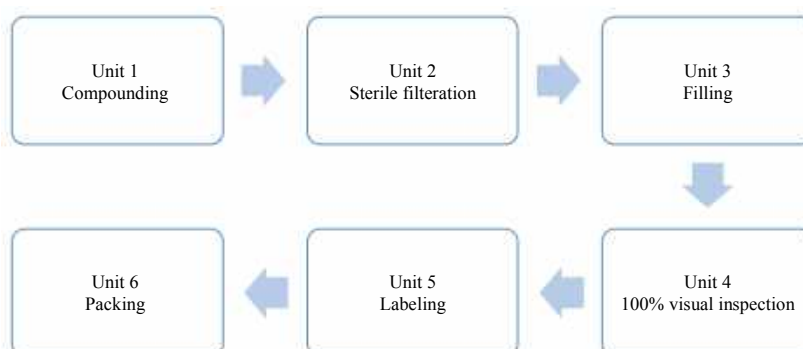 Unit 1
Compounding
Unit 2
Sterile filteration
Unit 3
Filling
Unit 4
100% visual inspection
Unit 5
Labeling
Unit 6
Packing